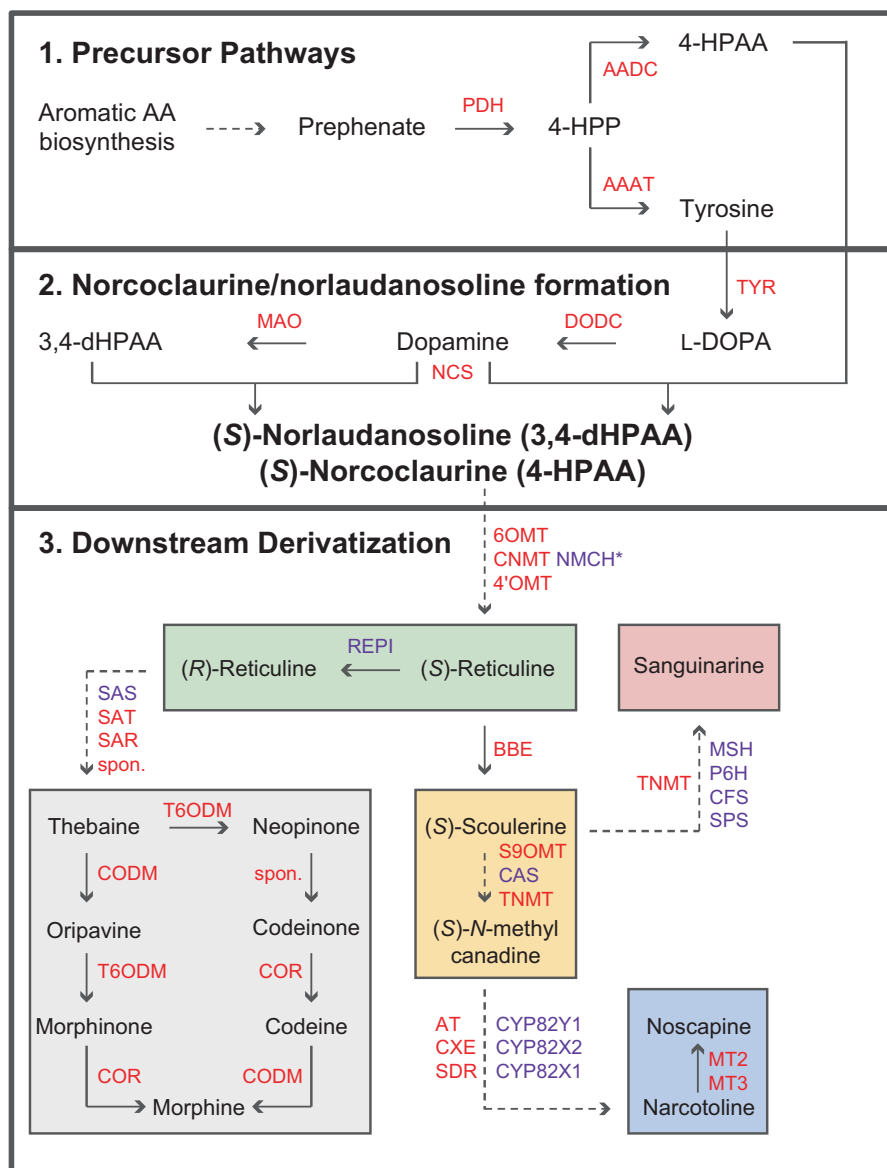 1. Precursor Pathways
4-HPAA
AADC
Aromatic AA
biosynthesis
Prephenate
PDH
4-HPP
AAAT
Tyrosine
2. Norcoclaurine/norlaudanosoline formation
TYR
3,4-dHPAA
MAO
Dopamine
DODC
L-DOPA
NCS
(S)-Norlaudanosoline (3,4-dHPAA)
(S)-Norcoclaurine (4-HPAA)
3. Downstream Derivatization
6OMT
CNMT NMCH*
4'OMT
(R)-Reticuline
REPI
(S)-Reticuline
Sanguinarine
SAS
SAT
SAR
spon.
BBE
TNMT
MSH
P6H
CFS
SPS
Thebaine
T6ODM
Neopinone
CODM
spon.
Oripavine
Codeinone
T6ODM
COR
Morphinone
Codeine
COR
CODM
Morphine
(S)-Scoulerine
S9OMT
CAS
TNMT
(S)-N-methyl
canadine
AT
CXE
SDR
CYP82Y1
CYP82X2
CYP82X1
Noscapine
MT2
MT3
Narcotoline